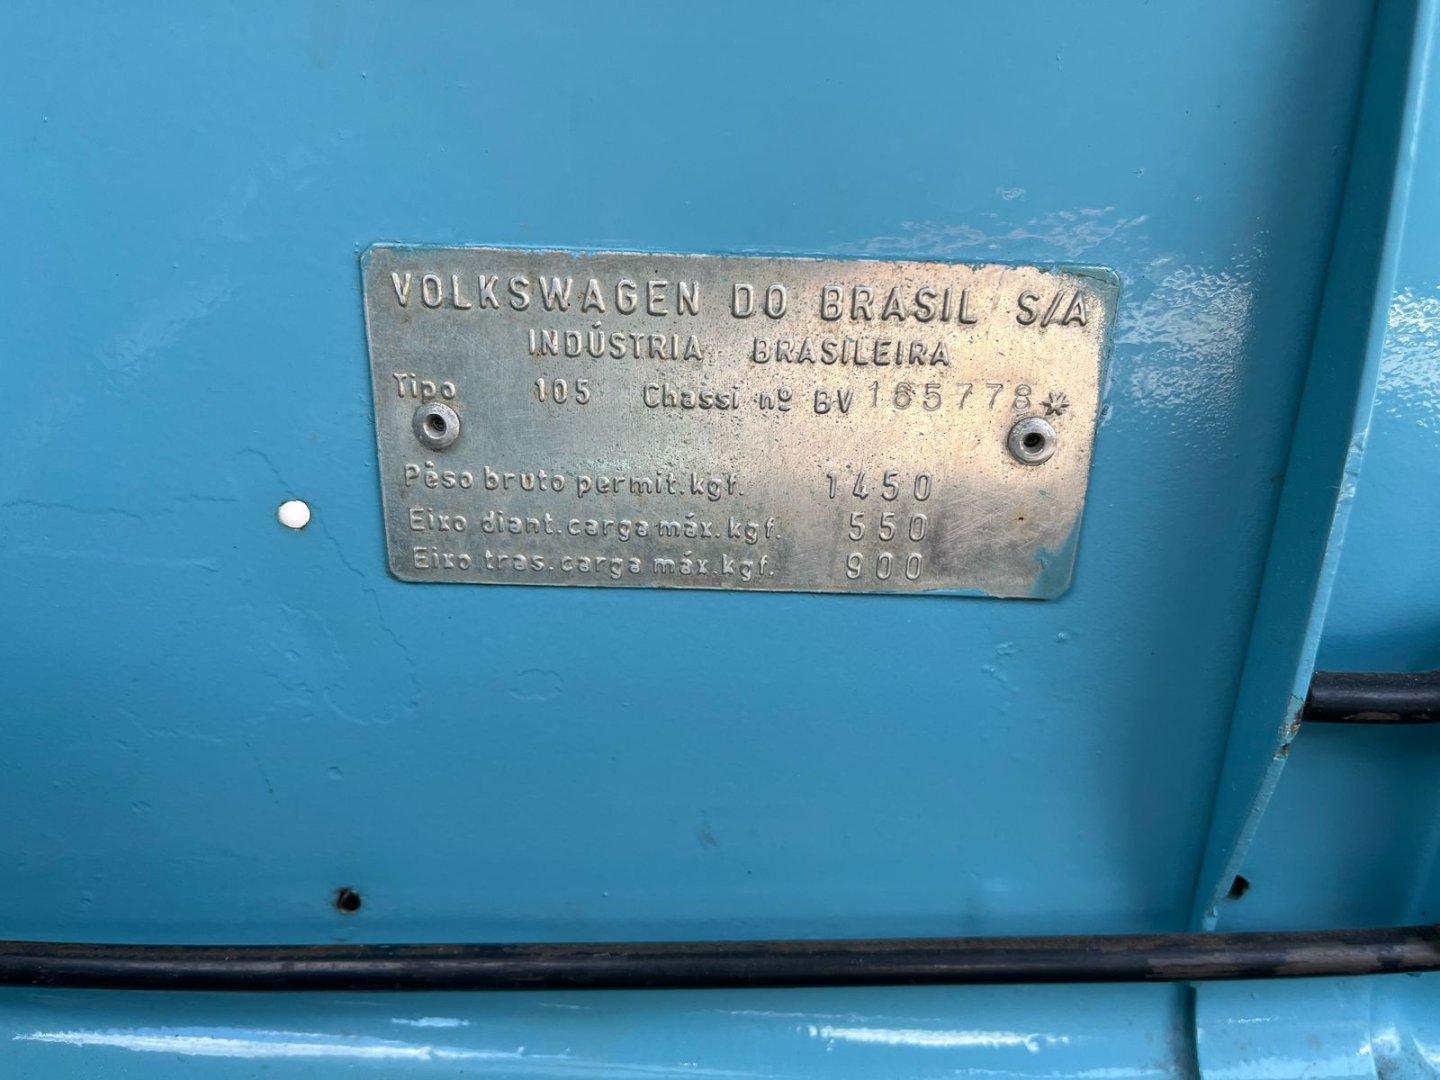 VOLKSWAGEN DO BRASIL S/A
INDÚSTRIA BRASILEIRA
Tipo 105 Chassi nº BV 165778*
Pêso bruto permit.kgf. 1450
Eixo diant.carga máx.kgf. 550
Eixo tras.carga máx.kgf. 900